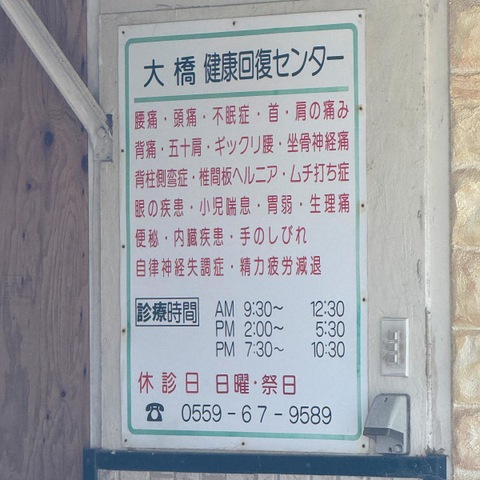 大橋 健康回復センター
腰痛・頭痛・不眠症・首・肩の痛み
背痛・五十肩・ギックリ腰・坐骨神経痛
背柱側彎症・椎間板ヘルニア・ムチ打ち症
眼の疾患・小児喘息・胃弱・生理痛
便秘・内臓疾患・手のしびれ
自律神経失調症・精力疲労減退
診療時間 AM 9:30~ 12:30
PM 2:00~ 5:30
PM 7:30~ 10:30
休診日 日曜・祭日
☎ 0559-67-9589